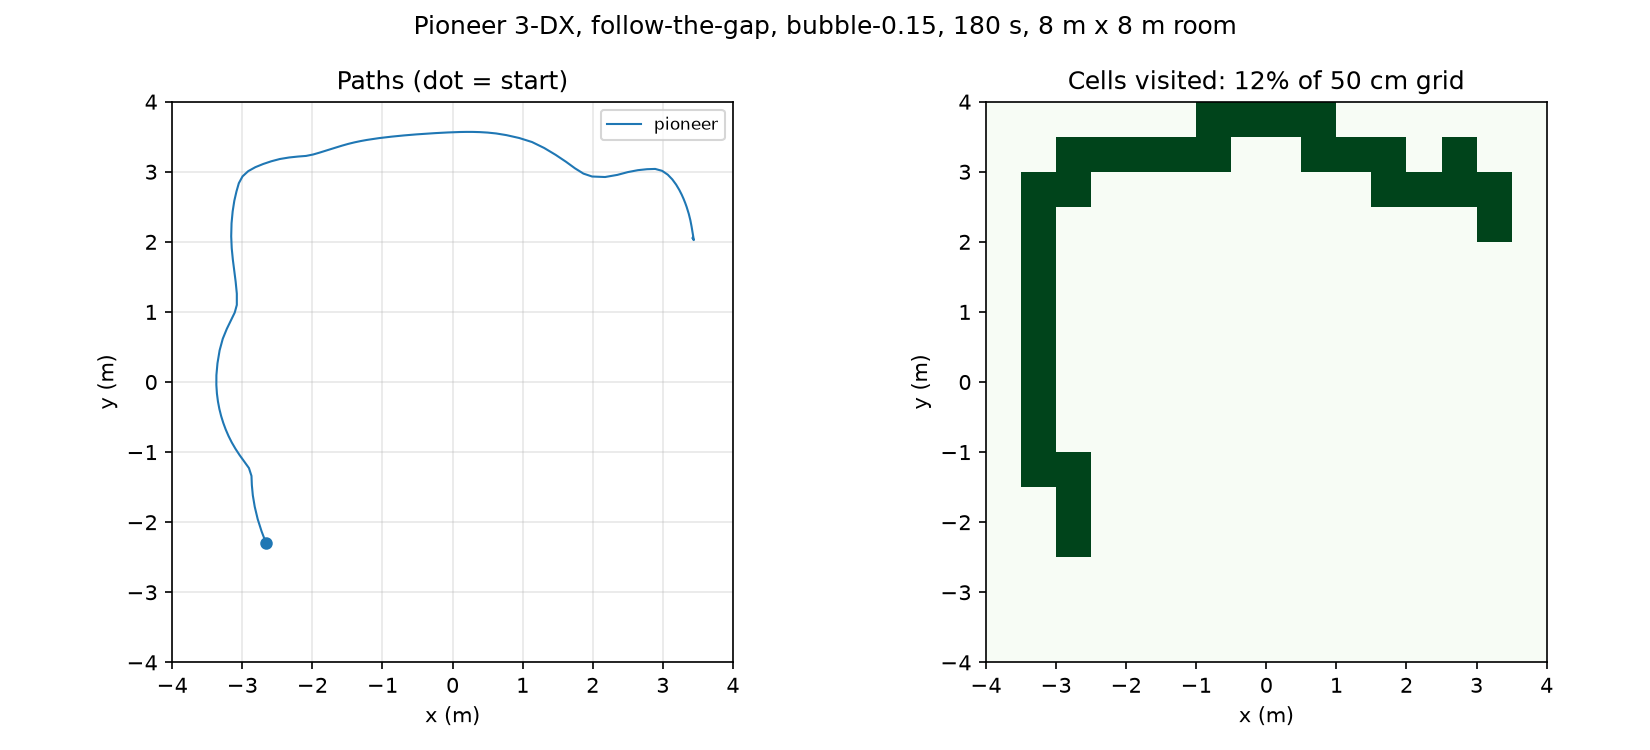 Pioneer 3-DX, follow-the-gap, bubble-0.15, 180 s, 8 m x 8 m room
Paths (dot = start)
pioneer
4
3
2
1
0
−1
−2
−3
−4
y (m)
−4 −3 −2 −1 0 1 2 3 4
x (m)
Cells visited: 12% of 50 cm grid
4
3
2
1
0
−1
−2
−3
−4
y (m)
−4 −3 −2 −1 0 1 2 3 4
x (m)